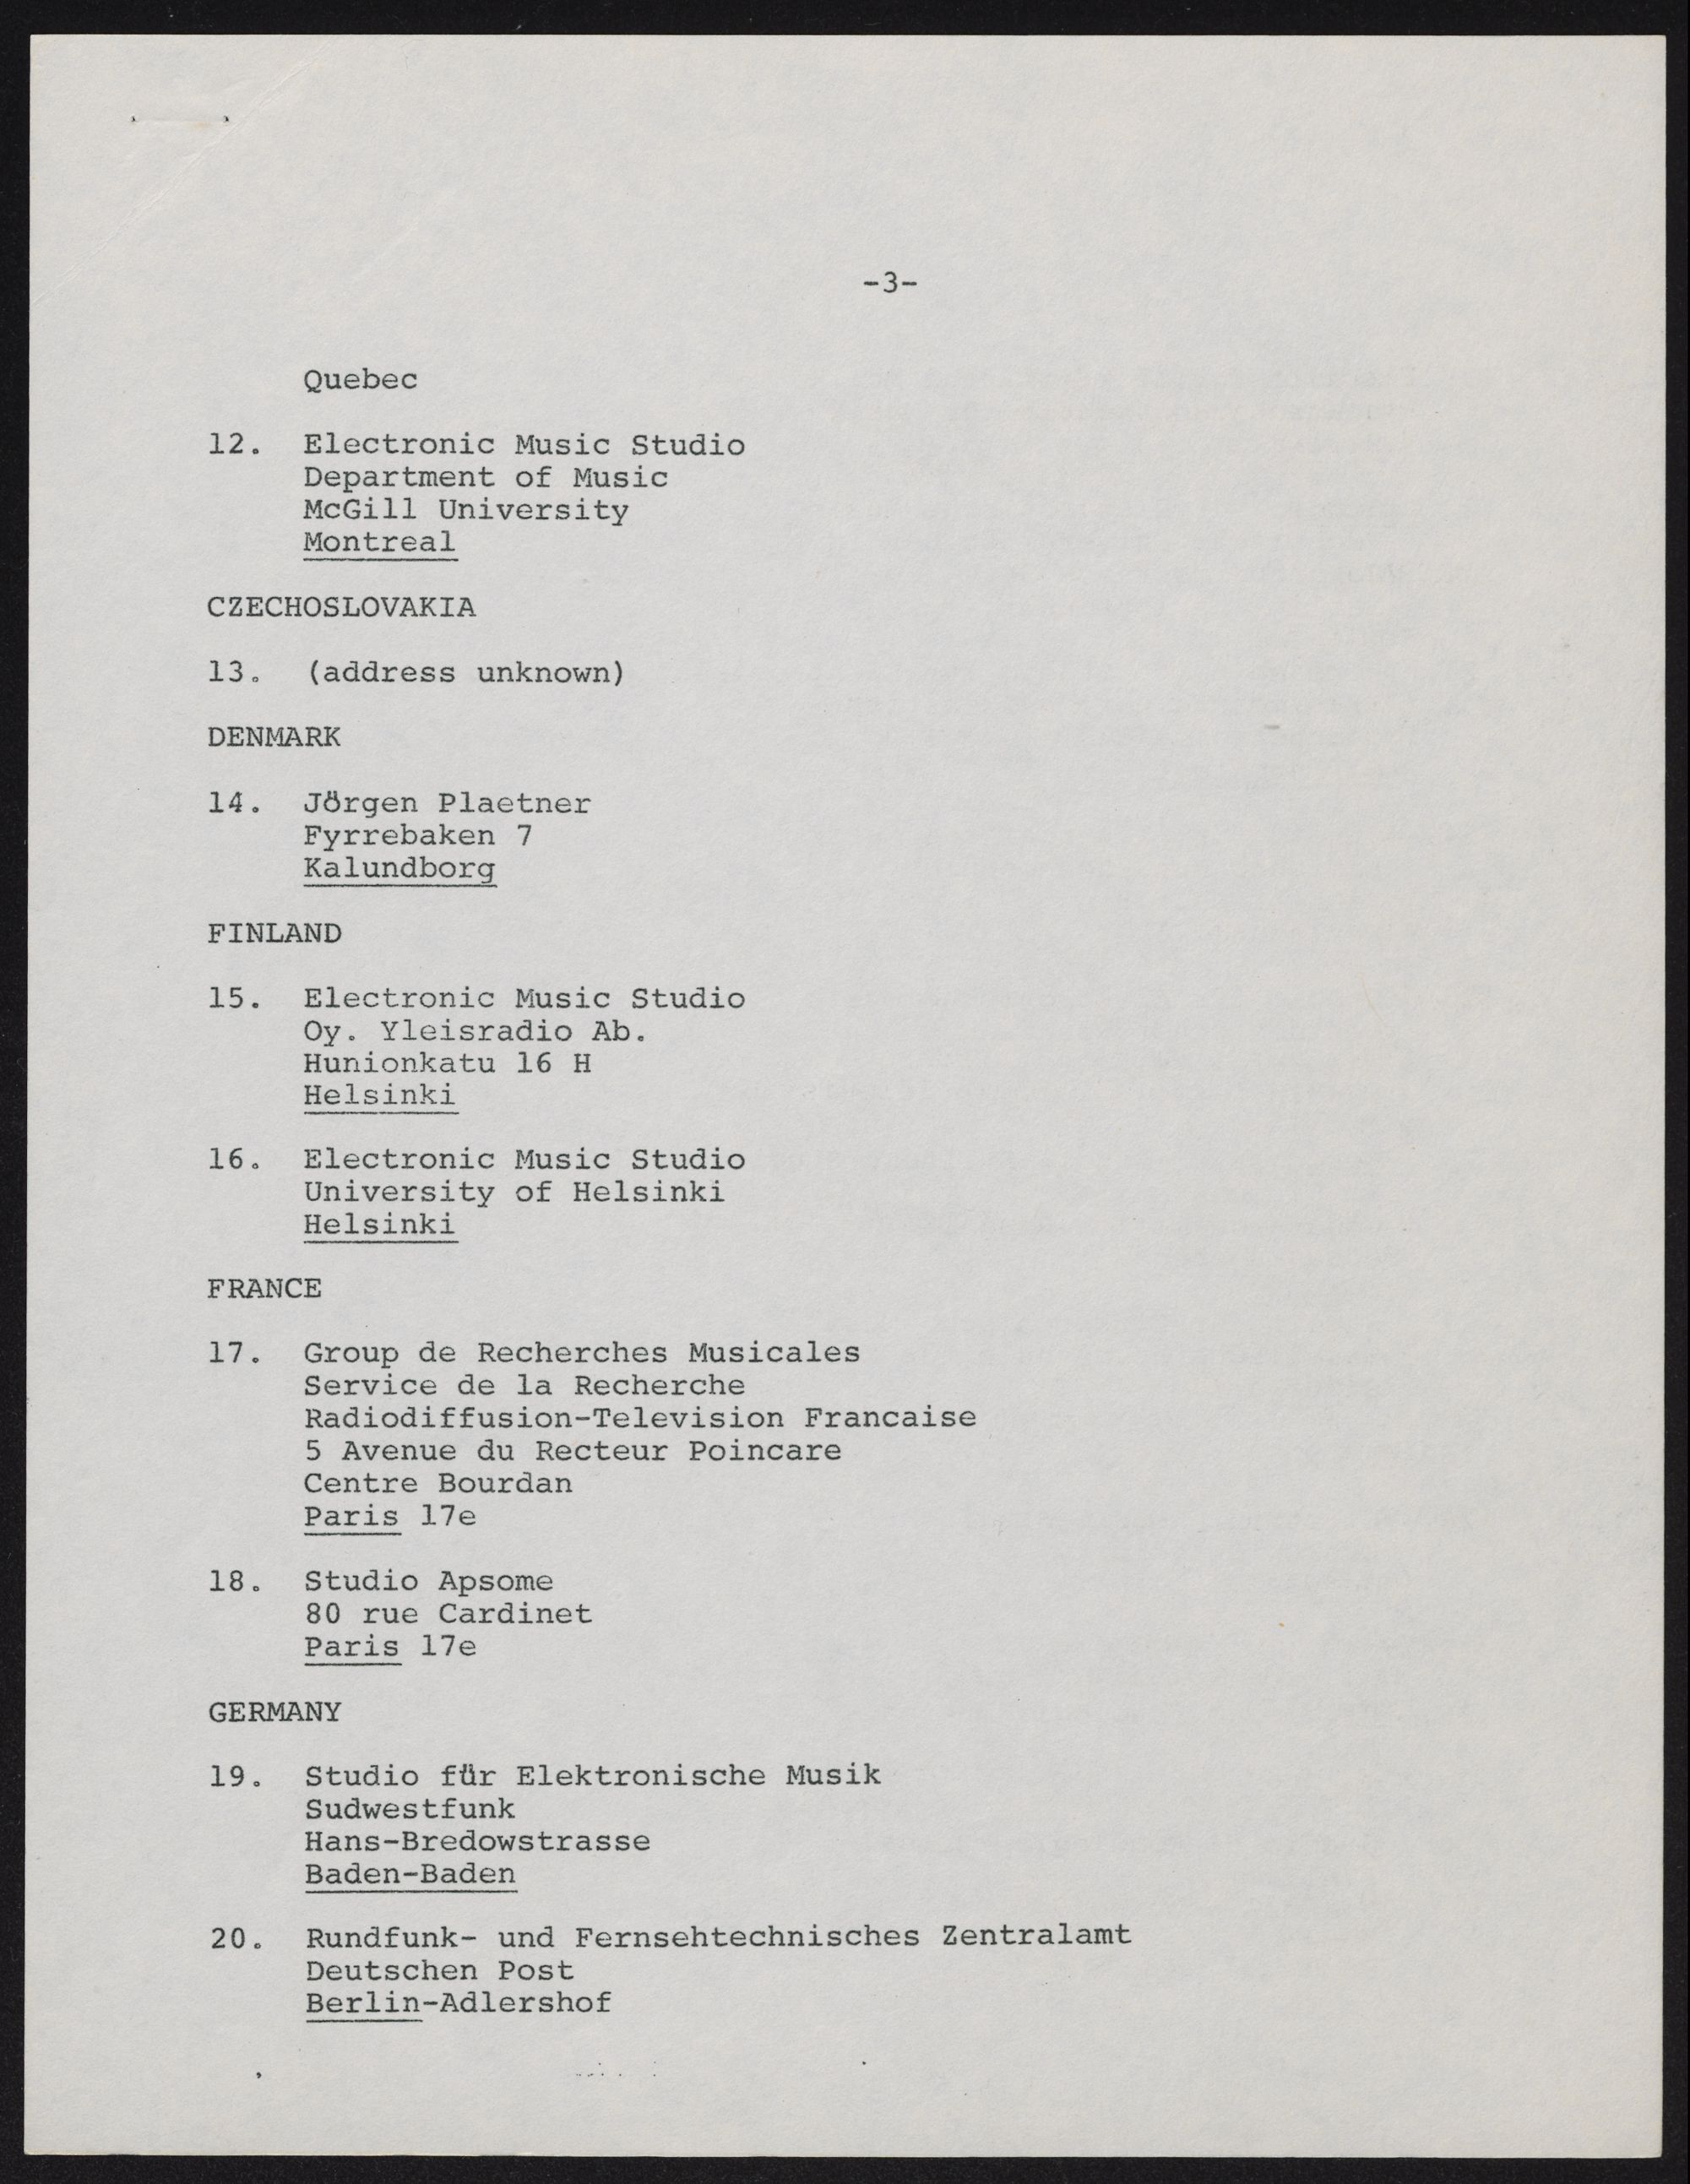 -3-
Quebec
12. Electronic Music Studio
Department of Music
McGill University
Montreal
CZECHOSLOVAKIA
13. (address unknown)
DENMARK
14. Jörgen Plaetner
Fyrrebaken 7
Kalundborg
FINLAND
15. Electronic Music Studio
Oy. Yleisradio Ab.
Hunionkatu 16 H
Helsinki
16. Electronic Music Studio
University of Helsinki
Helsinki
FRANCE
17. Group de Recherches Musicales
Service de la Recherche
Radiodiffusion-Television Francaise
5 Avenue du Recteur Poincare
Centre Bourdan
Paris 17e
18. Studio Apsome
80 rue Cardinet
Paris 17e
GERMANY
19. Studio für Elektronische Musik
Sudwestfunk
Hans-Bredowstrasse
Baden-Baden
20. Rundfunk- und Fernsehtechnisches Zentralamt
Deutschen Post
Berlin-Adlershof